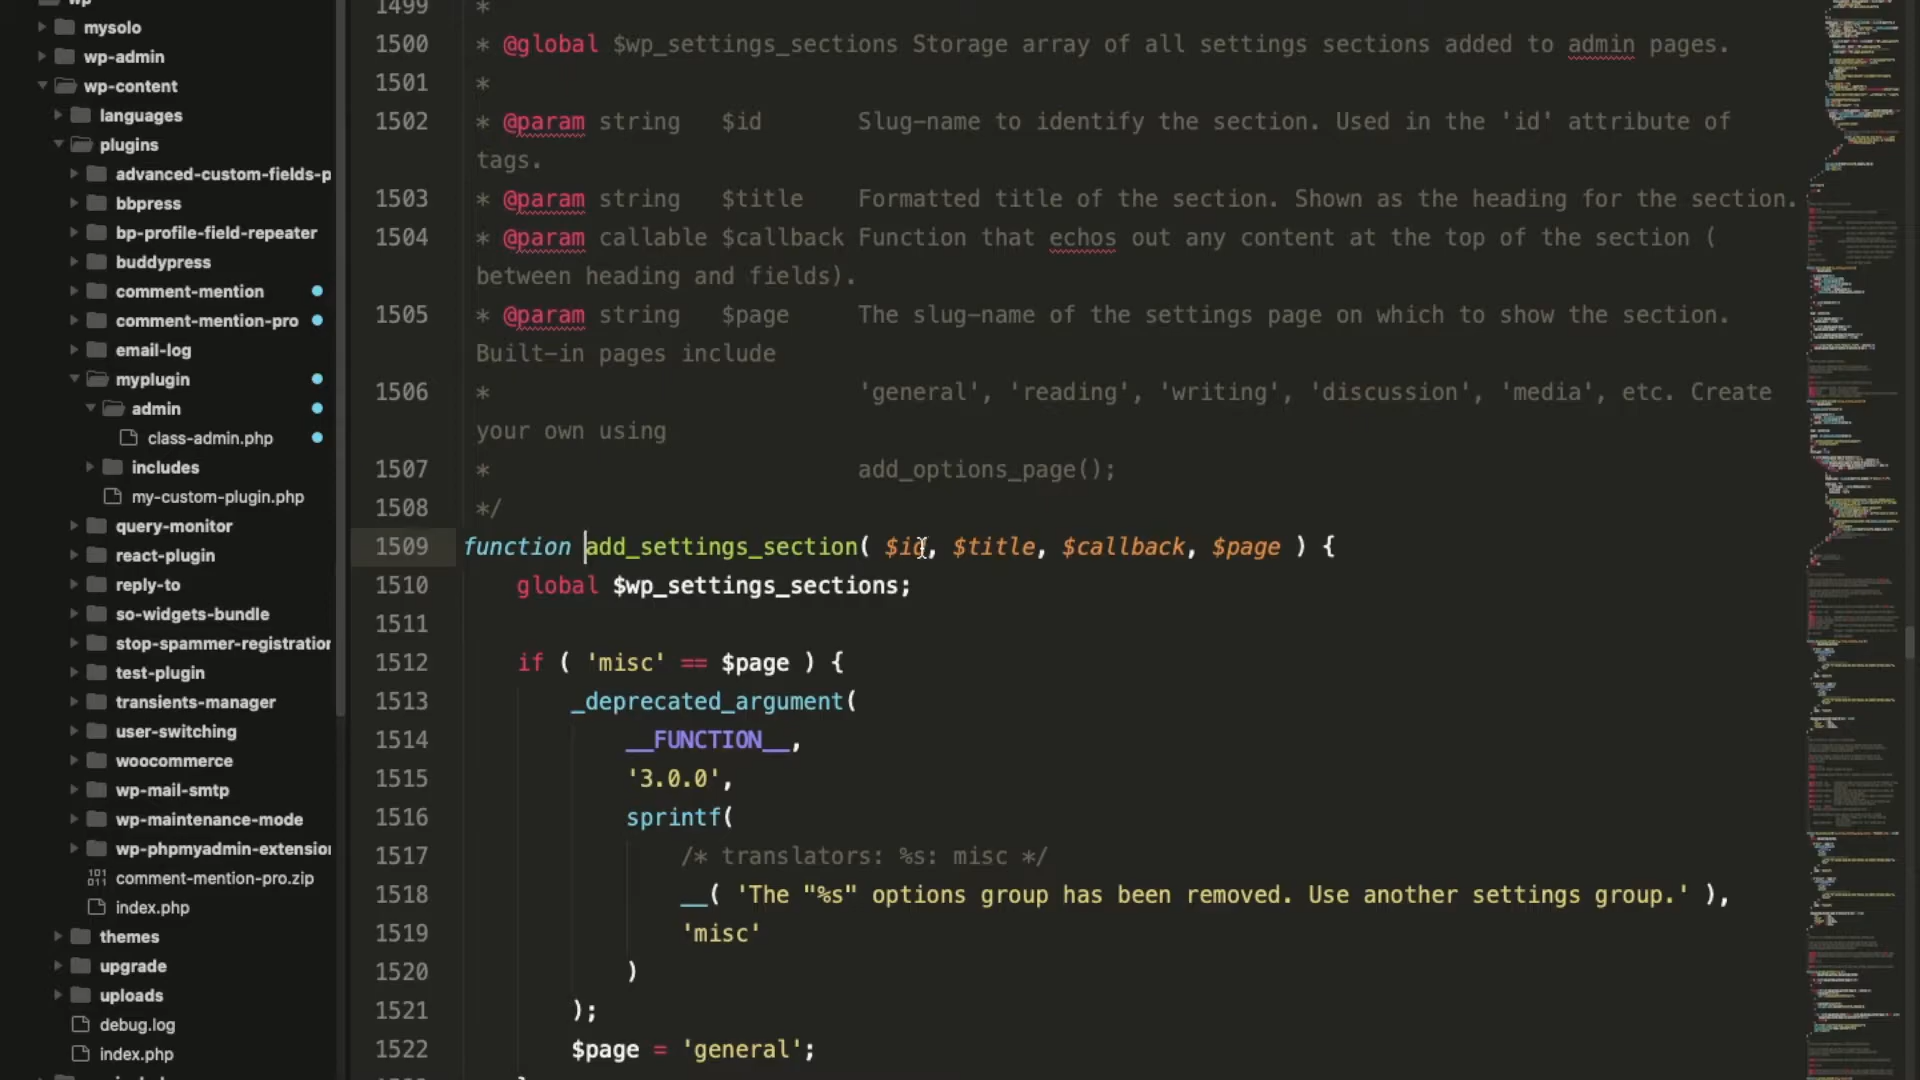 wp
mysolo
wp-admin
wp-content
languages
plugins
advanced-custom-fields-p
bbpress
bp-profile-field-repeater
buddypress
comment-mention
comment-mention-pro
email-log
myplugin
admin
class-admin.php
includes
my-custom-plugin.php
query-monitor
react-plugin
reply-to
so-widgets-bundle
stop-spammer-registration
test-plugin
transients-manager
user-switching
woocommerce
wp-mail-smtp
wp-maintenance-mode
wp-phpmyadmin-extension
comment-mention-pro.zip
index.php
themes
upgrade
uploads
debug.log
index.php
1499 *
1500 * @global $wp_settings_sections Storage array of all settings sections added to admin pages.
1501 *
1502 * @param string $id Slug-name to identify the section. Used in the 'id' attribute of
tags.
1503 * @param string $title Formatted title of the section. Shown as the heading for the section.
1504 * @param callable $callback Function that echos out any content at the top of the section (
between heading and fields).
1505 * @param string $page The slug-name of the settings page on which to show the section.
Built-in pages include
1506 * 'general', 'reading', 'writing', 'discussion', 'media', etc. Create
your own using
1507 * add_options_page();
1508 */
1509 function add_settings_section( $id, $title, $callback, $page ) {
1510 global $wp_settings_sections;
1511
1512 if ( 'misc' == $page ) {
1513 _deprecated_argument(
1514 __FUNCTION__,
1515 '3.0.0',
1516 sprintf(
1517 /* translators: %s: misc */
1518 __( 'The "%s" options group has been removed. Use another settings group.' ),
1519 'misc'
1520 )
1521 );
1522 $page = 'general';